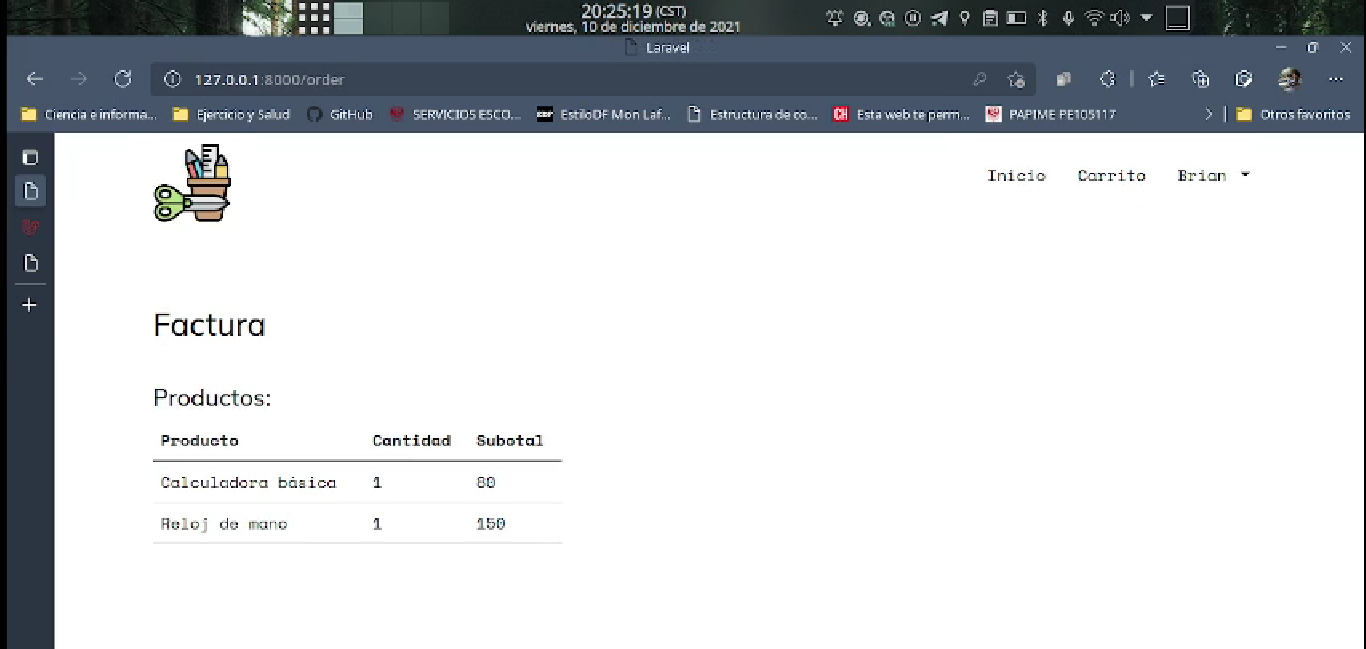 20:25:19 (CST)
viernes, 10 de diciembre de 2021
Laravel
127.0.0.1:8000/order
Ciencia e informa... Ejercicio y Salud GitHub SERVICIOS ESCO... EstiloDF Mon Laf... Estructura de co... CH Esta web te perm... PAPIME PE105117 Otros favoritos
Inicio Carrito Brian
Factura
Productos:
Producto Cantidad Subotal
Calculadora básica 1 80
Reloj de mano 1 150